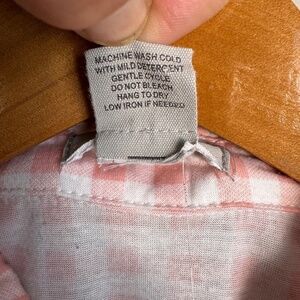 MACHINE WASH COLD
WITH MILD DETERGENT
GENTLE CYCLE
DO NOT BLEACH
HANG TO DRY
LOW IRON IF NEEDED